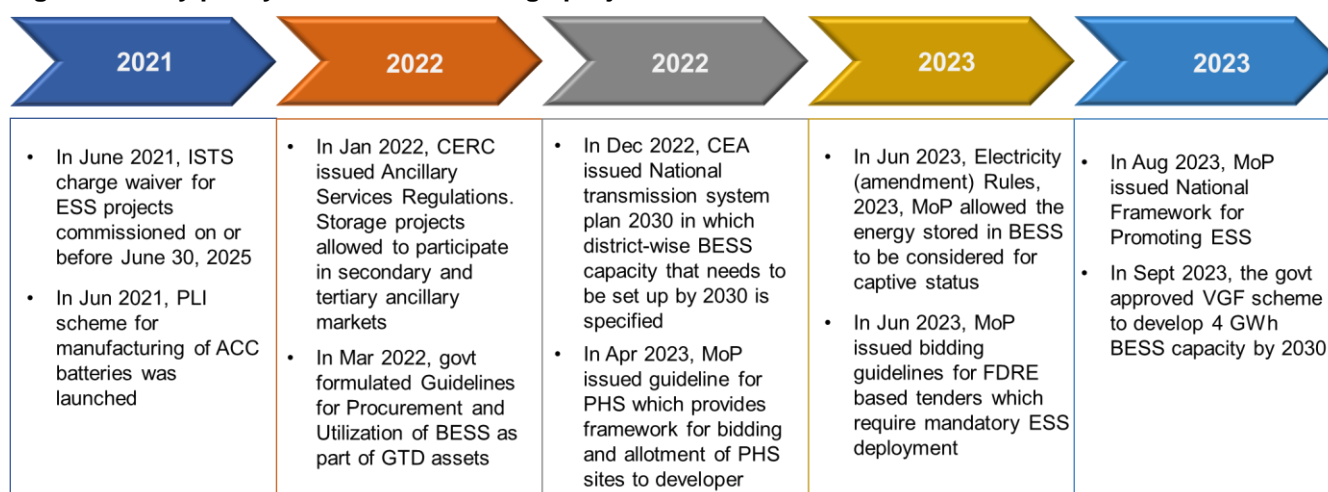 2021
In June 2021, ISTS
charge waiver for
ESS projects
commissioned on or
before June 30, 2025
In Jun 2021, PLI
scheme for
manufacturing of ACC
batteries was
launched
2022
In Jan 2022, CERC
issued Ancillary
Services Regulations.
Storage projects
allowed to participate
in secondary and
tertiary ancillary
markets
In Mar 2022, govt
formulated Guidelines
for Procurement and
Utilization of BESS as
part of GTD assets
2022
In Dec 2022, CEA
issued National
transmission system
plan 2030 in which
district-wise BESS
capacity that needs to
be set up by 2030 is
specified
In Apr 2023, MoP
issued guideline for
PHS which provides
framework for bidding
and allotment of PHS
sites to developer
2023
In Jun 2023, Electricity
(amendment) Rules,
2023, MoP allowed the
energy stored in BESS
to be considered for
captive status
In Jun 2023, MoP
issued bidding
guidelines for FDRE
based tenders which
require mandatory ESS
deployment
2023
In Aug 2023, MoP
issued National
Framework for
Promoting ESS
In Sept 2023, the govt
approved VGF scheme
to develop 4 GWh
BESS capacity by 2030